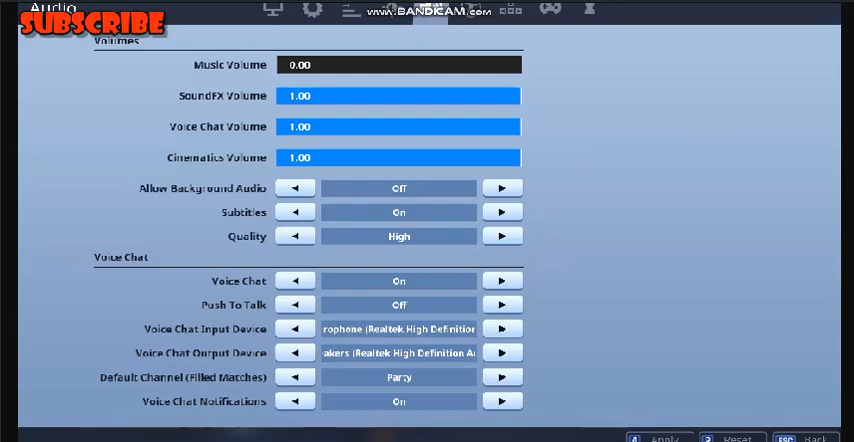 Audio
www.BANDICAM.com
SUBSCRIBE
Volumes
Music Volume 0.00
SoundFX Volume 1.00
Voice Chat Volume 1.00
Cinematics Volume 1.00
Allow Background Audio Off
Subtitles On
Quality High
Voice Chat
Voice Chat On
Push To Talk Off
Voice Chat Input Device rophone (Realtek High Definition
Voice Chat Output Device eakers (Realtek High Definition Au
Default Channel (Filled Matches) Party
Voice Chat Notifications On
A Apply R Reset ESC Back